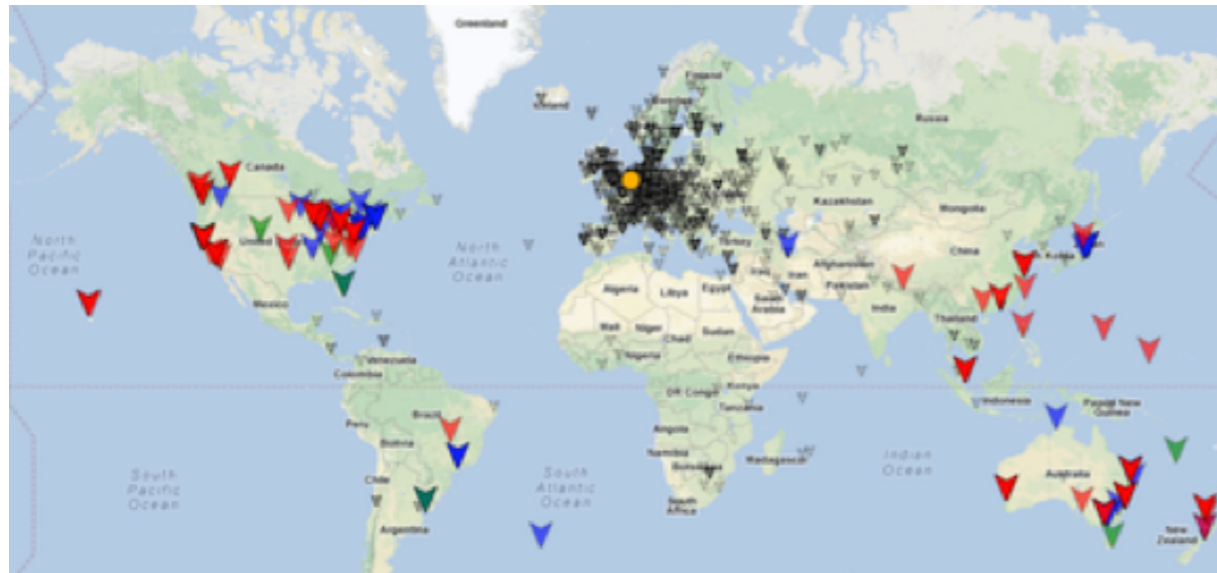 Greenland
Finland
Iceland
Sweden
Russia
Canada
Kazakhstan
Mongolia
North
Pacific
Ocean
United
North
Atlantic
Ocean
Turkey
China
Iraq
Iran
Afghanistan
Pakistan
Algeria
Libya
Egypt
Saudi
Arabia
Mexico
India
Mali
Niger
Chad
Sudan
Thailand
Nigeria
Ethiopia
Venezuela
Colombia
DR Congo
Kenya
Indonesia
Papua New
Guinea
Tanzania
Brazil
Peru
Angola
Bolivia
Namibia
Botswana
Madagascar
Indian
Ocean
Australia
South
Pacific
Ocean
Chile
South
Atlantic
Ocean
South
Africa
Argentina
New
Zealand